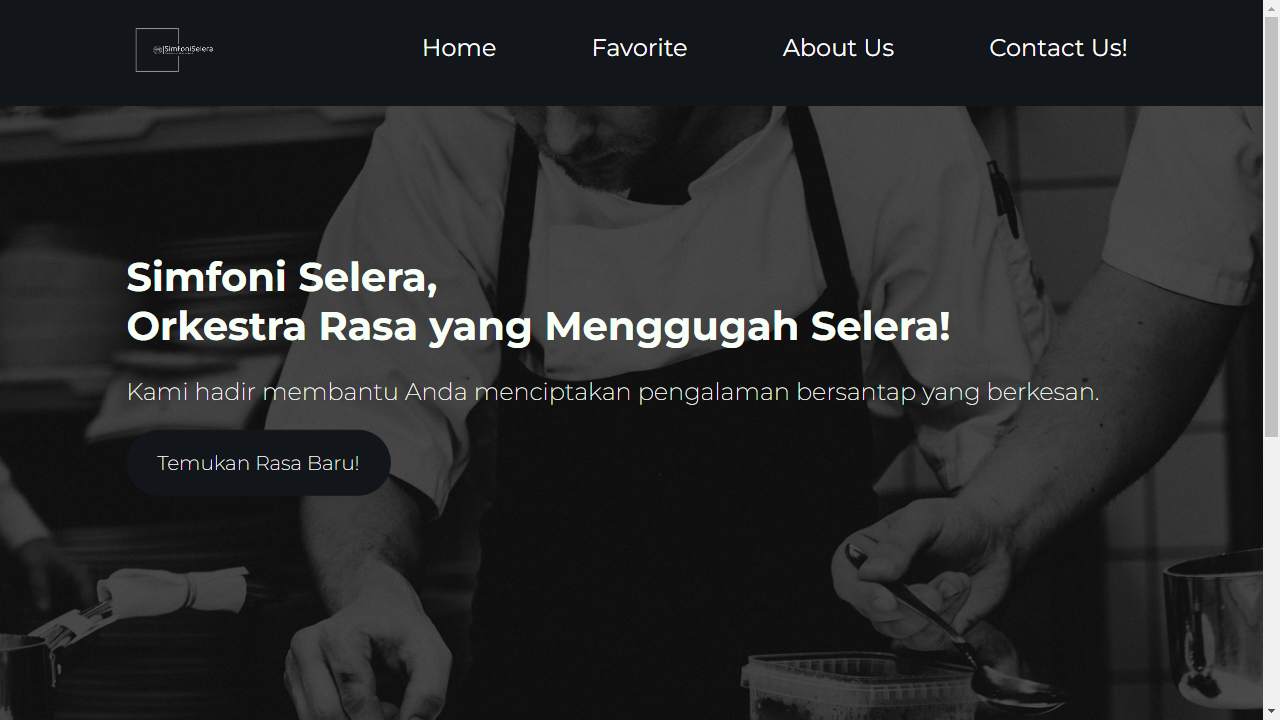 SimfoniSelera
Home
Favorite
About Us
Contact Us!
Simfoni Selera,
Orkestra Rasa yang Menggugah Selera!
Kami hadir membantu Anda menciptakan pengalaman bersantap yang berkesan.
Temukan Rasa Baru!